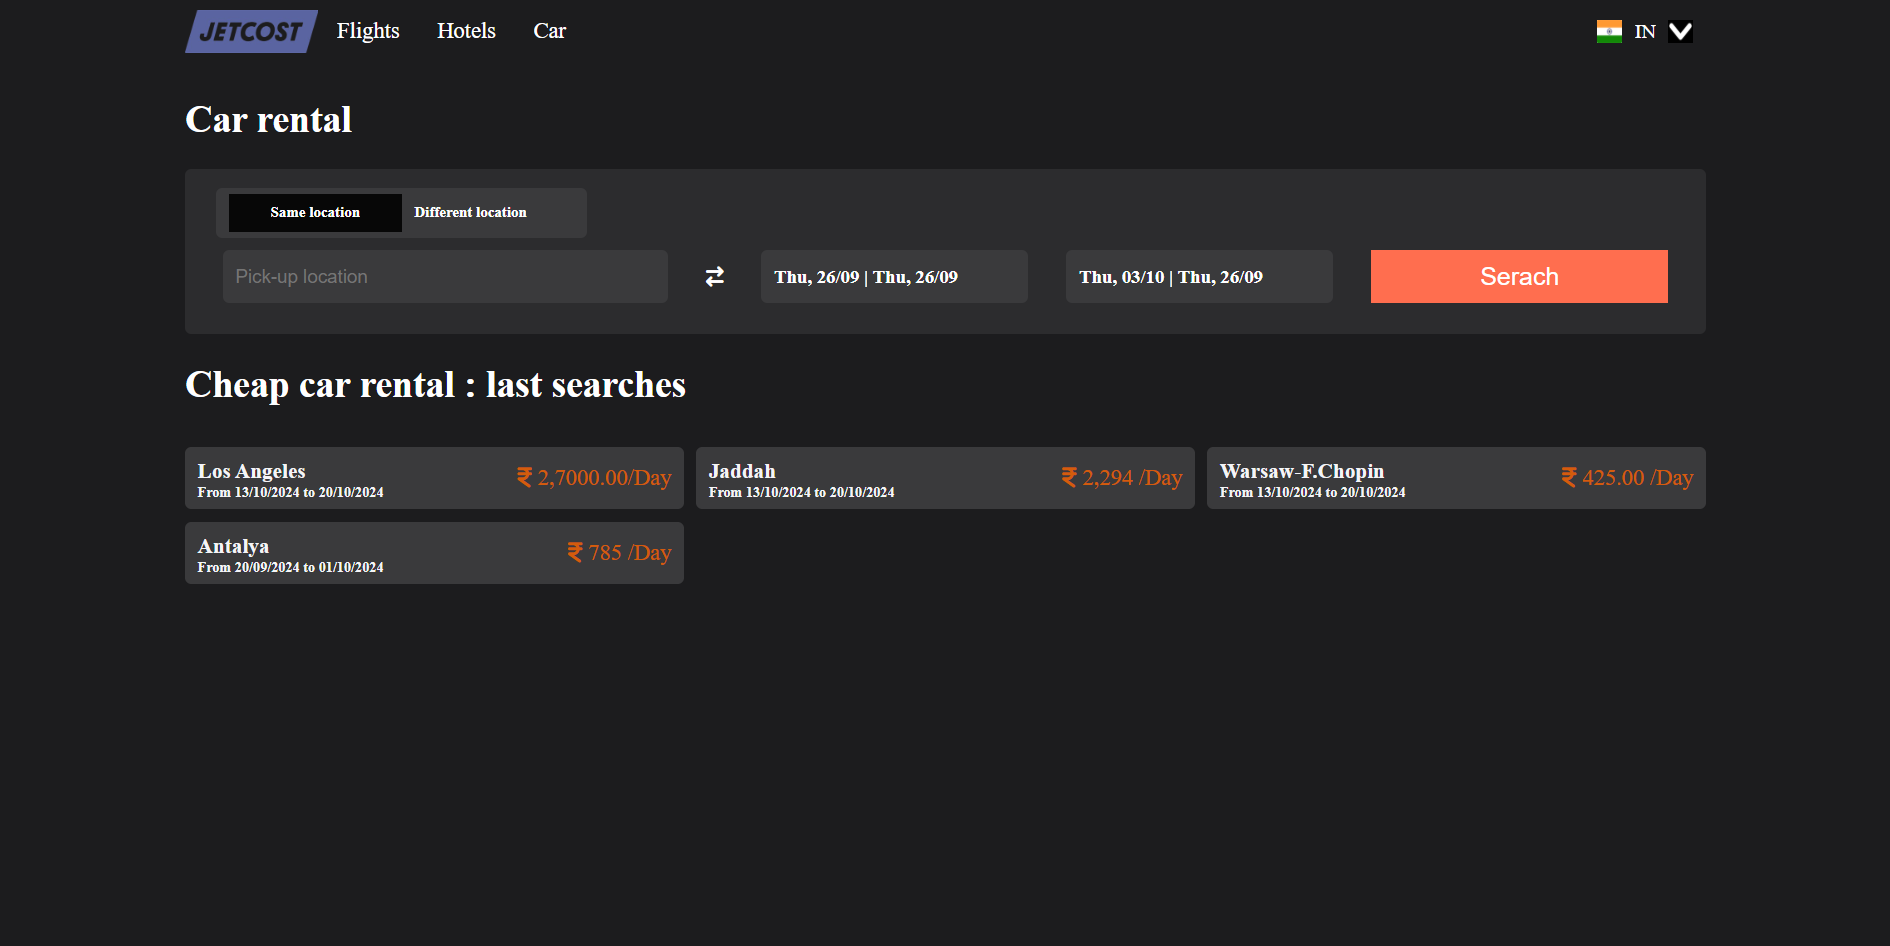 JETCOST Flights Hotels Car IN
Car rental
Same location Different location
Pick-up location Thu, 26/09 | Thu, 26/09 Thu, 03/10 | Thu, 26/09 Serach
Cheap car rental : last searches
Los Angeles ₹ 2,7000.00/Day
From 13/10/2024 to 20/10/2024
Jaddah ₹ 2,294 /Day
From 13/10/2024 to 20/10/2024
Warsaw-F.Chopin ₹ 425.00 /Day
From 13/10/2024 to 20/10/2024
Antalya ₹ 785 /Day
From 20/09/2024 to 01/10/2024